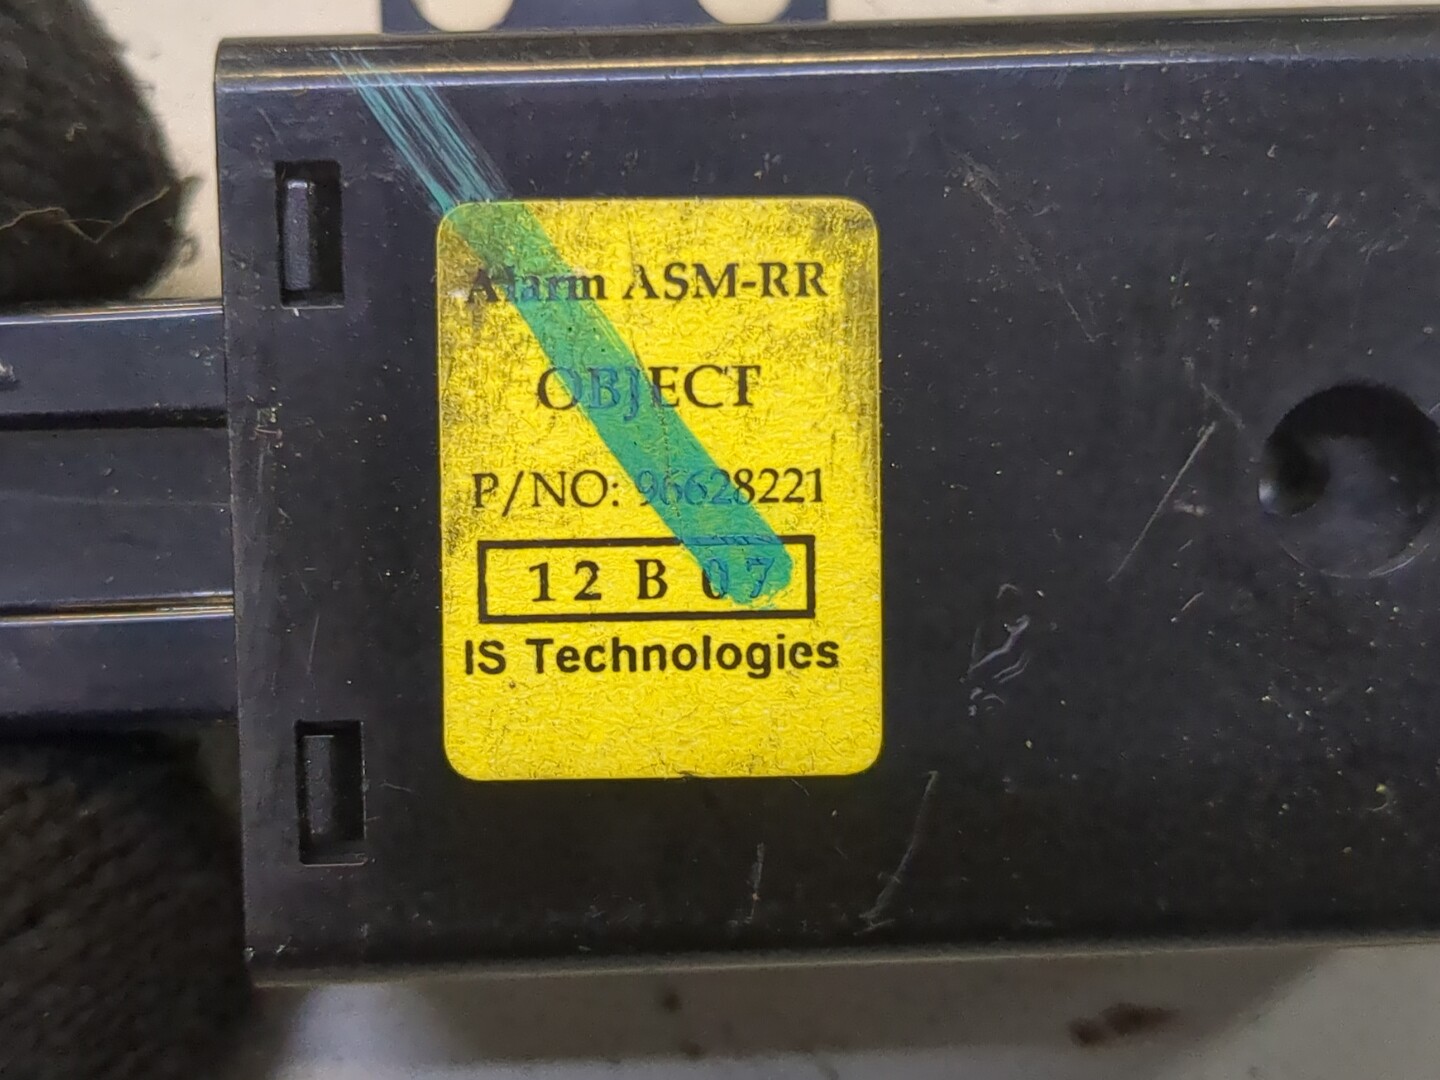 Alarm ASM-RR
OBJECT
P/NO: 96628221
12 B 07
IS Technologies